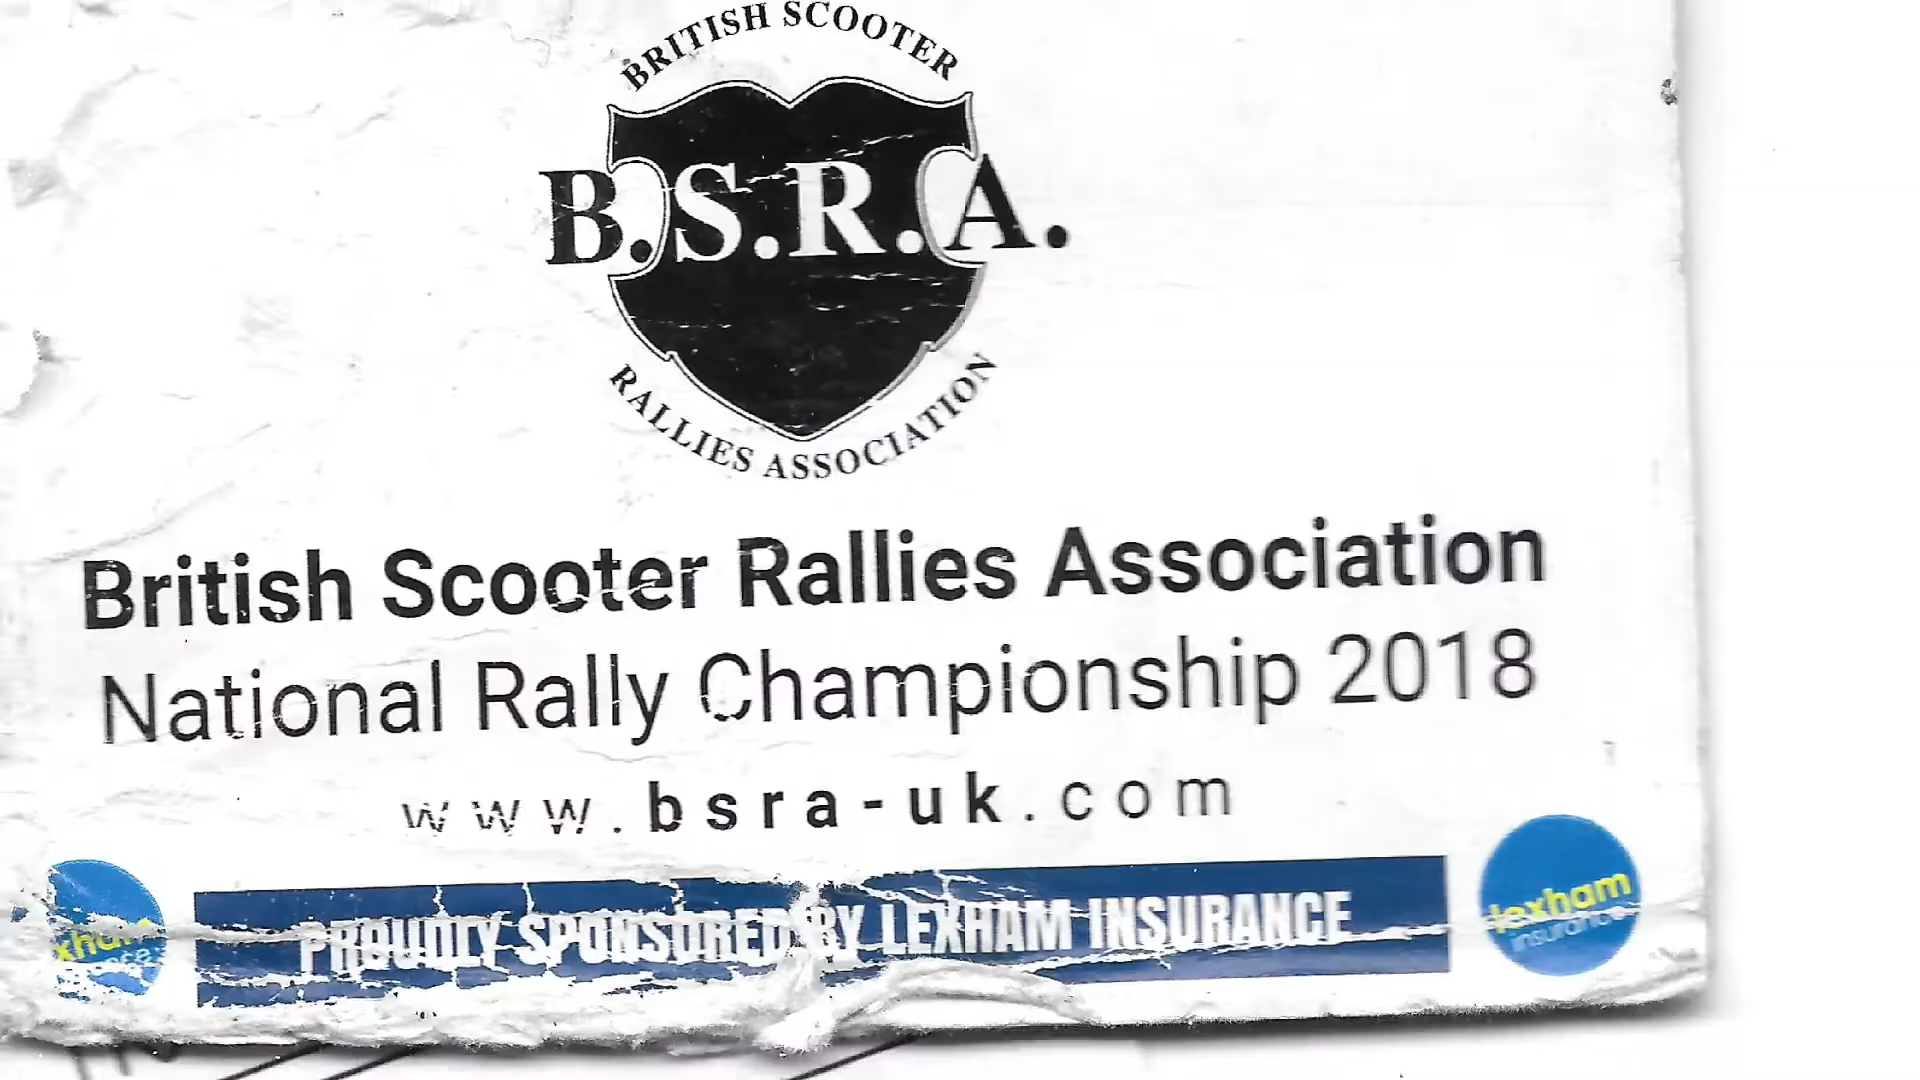 BRITISH SCOOTER
B.S.R.A.
RALLIES ASSOCIATION
British Scooter Rallies Association
National Rally Championship 2018
www.bsra-uk.com
PROUDLY SPONSORED BY LEXHAM INSURANCE
lexham
insurance